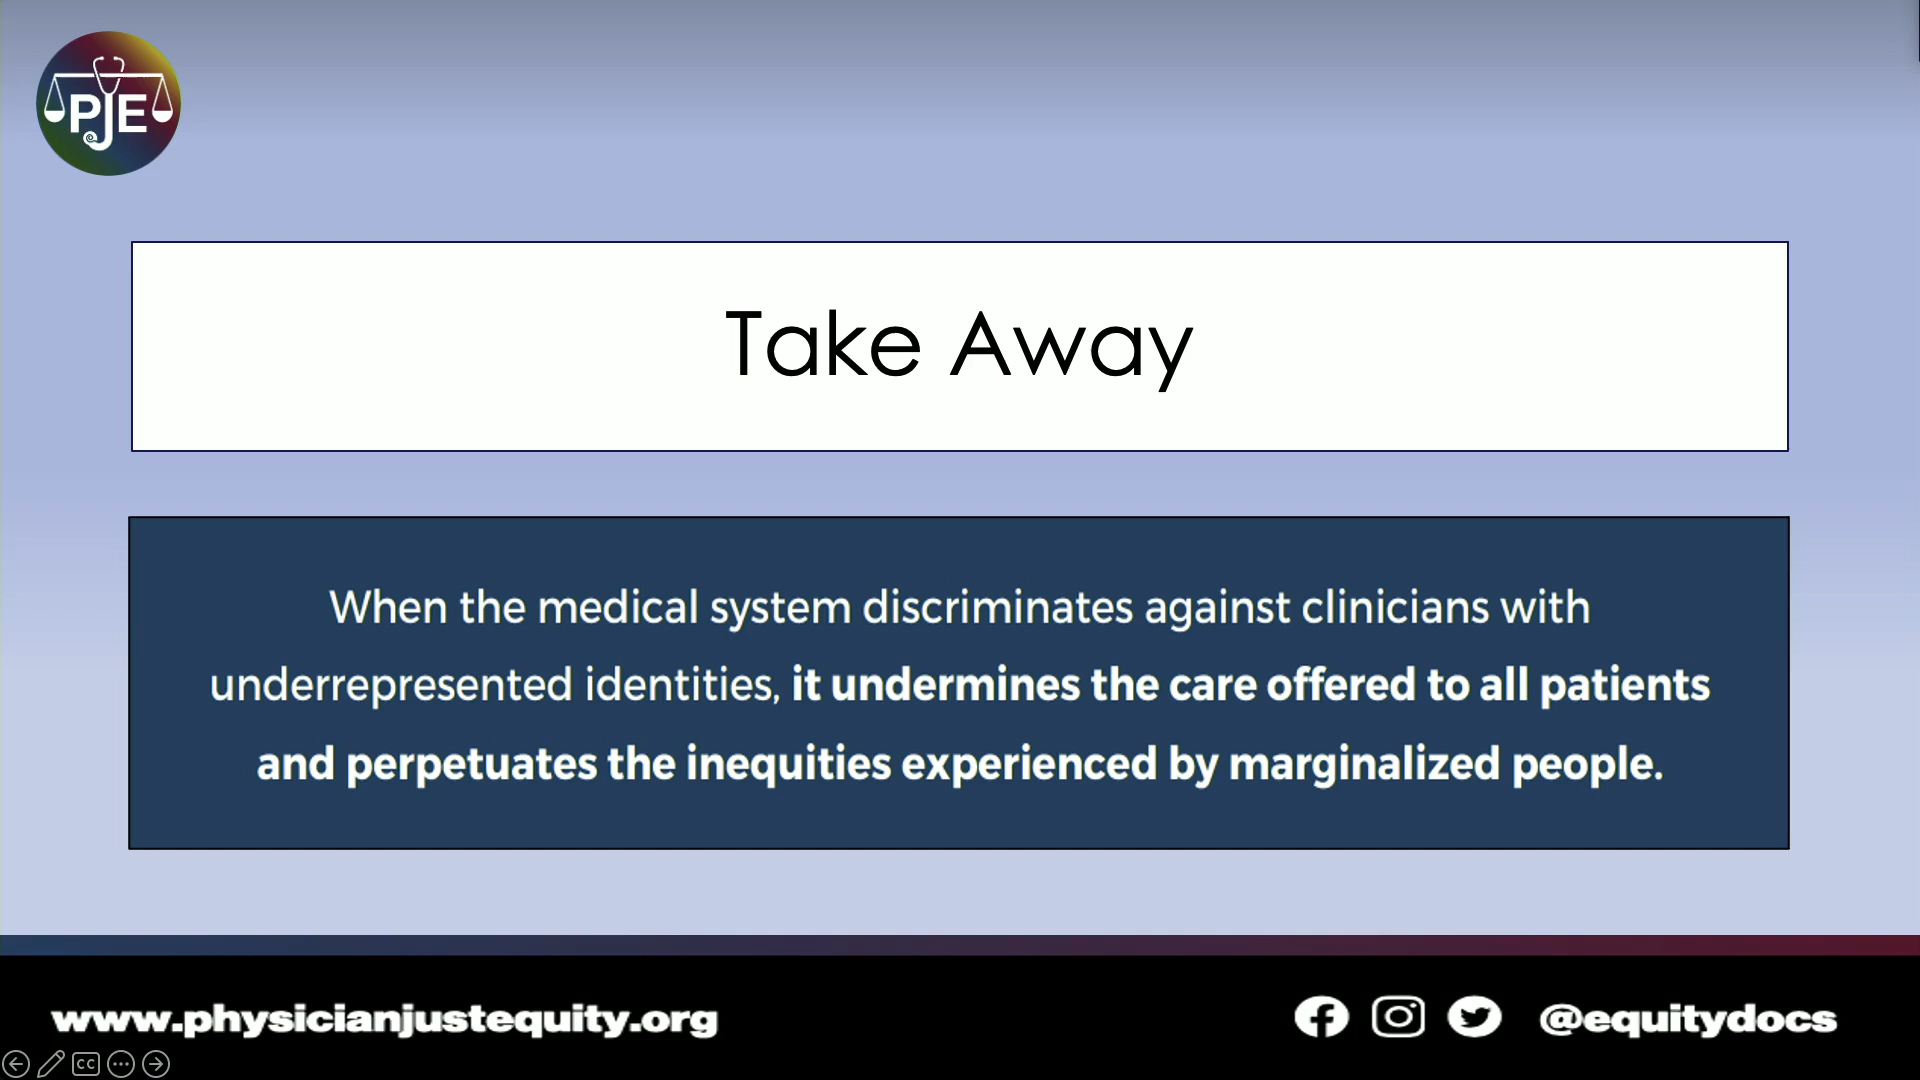 PJE
Take Away
When the medical system discriminates against clinicians with
underrepresented identities, it undermines the care offered to all patients
and perpetuates the inequities experienced by marginalized people.
www.physicianjustequity.org
@equitydocs
CC